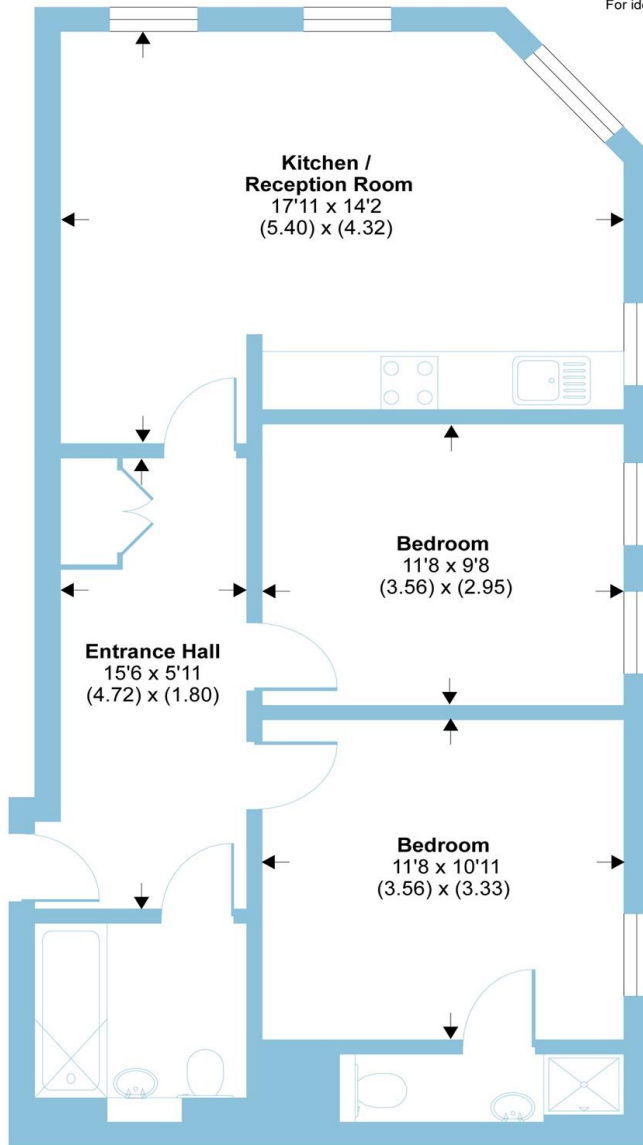 For id
Kitchen /
Reception Room
17'11 x 14'2
(5.40) x (4.32)
Bedroom
11'8 x 9'8
(3.56) x (2.95)
Entrance Hall
15'6 x 5'11
(4.72) x (1.80)
Bedroom
11'8 x 10'11
(3.56) x (3.33)